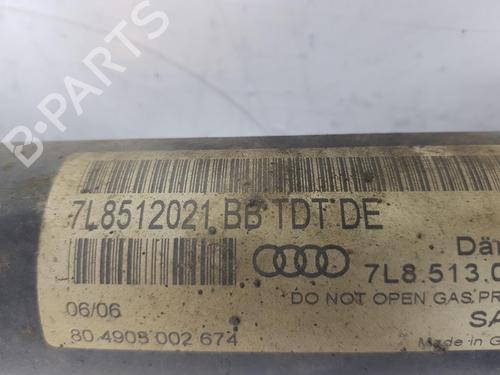 B-Parts
7L8512021 BB TDT DE
Dä
7L8.513.0
DO NOT OPEN GAS PR
06/06
SA
80 4905 002 674
Made in G